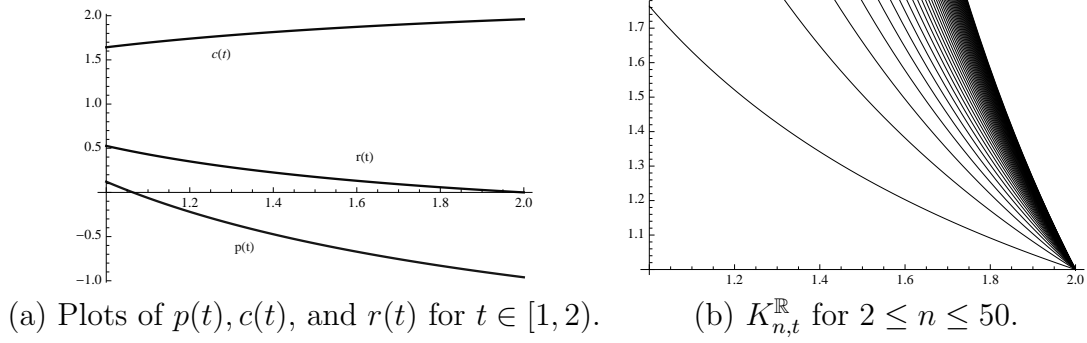 2.0
1.5
1.0
0.5
-0.5
-1.0
1.2 1.4 1.6 1.8 2.0
c(t)
r(t)
p(t)
1.7
1.6
1.5
1.4
1.3
1.2
1.1
1.2 1.4 1.6 1.8 2.0
(a) Plots of p(t), c(t), and r(t) for t ∈ [1, 2).
(b) K^ℝ_{n,t} for 2 ≤ n ≤ 50.